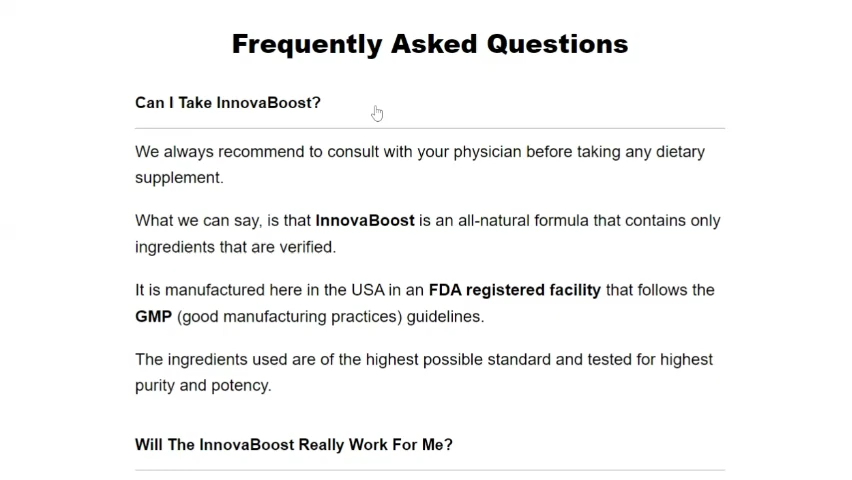 Frequently Asked Questions
Can I Take InnovaBoost?
We always recommend to consult with your physician before taking any dietary
supplement.
What we can say, is that InnovaBoost is an all-natural formula that contains only
ingredients that are verified.
It is manufactured here in the USA in an FDA registered facility that follows the
GMP (good manufacturing practices) guidelines.
The ingredients used are of the highest possible standard and tested for highest
purity and potency.
Will The InnovaBoost Really Work For Me?